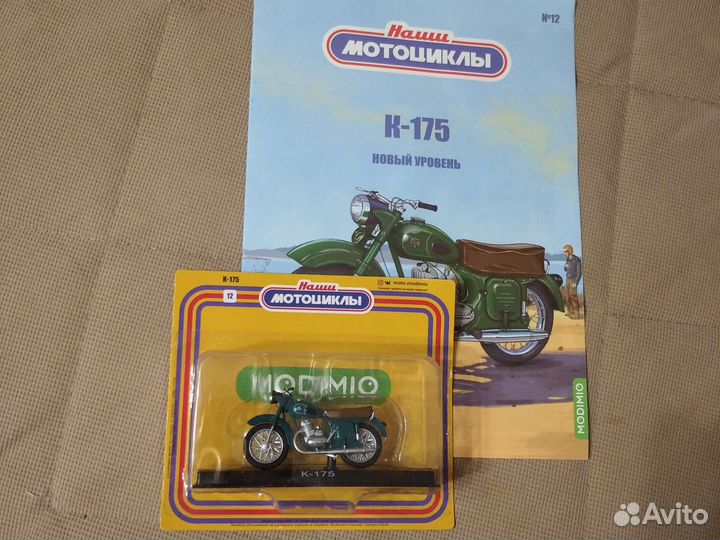 Наши
МОТОЦИКЛЫ
№12
К-175
НОВЫЙ УРОВЕНЬ
MODIMIO
К-175
12
Наши
МОТОЦИКЛЫ
moto.modimio
MODIMIO
К-175
Avito